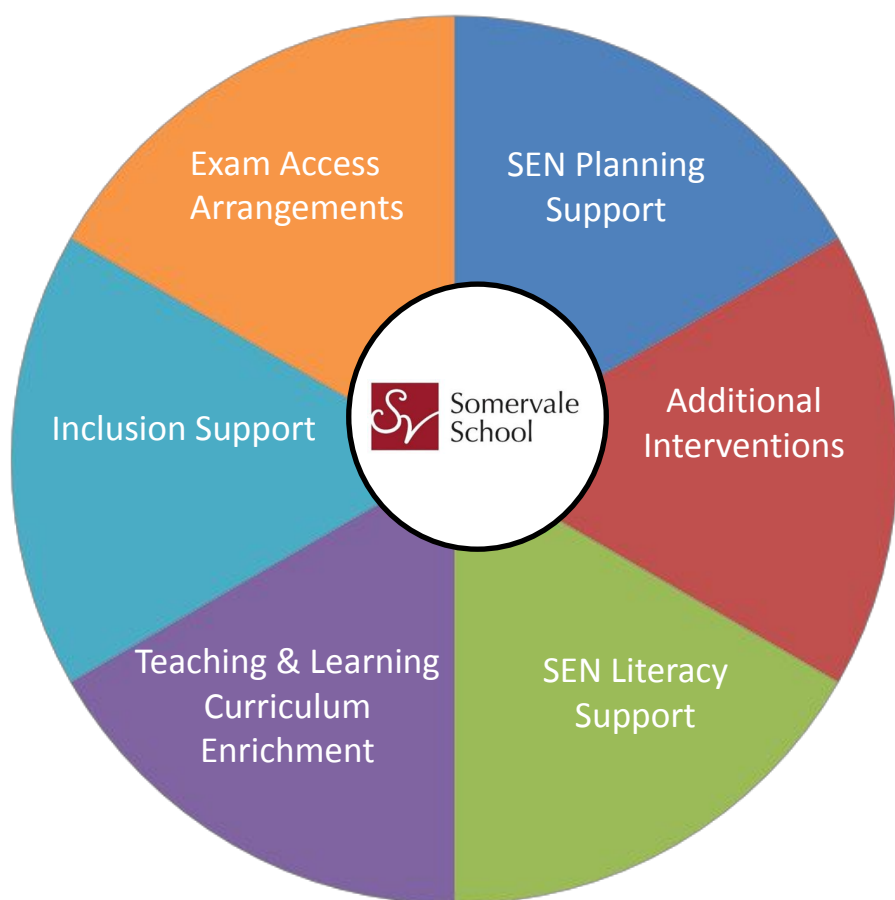 Exam Access
Arrangements
SEN Planning
Support
Inclusion Support
SV Somervale
School
Additional
Interventions
Teaching & Learning
Curriculum
Enrichment
SEN Literacy
Support